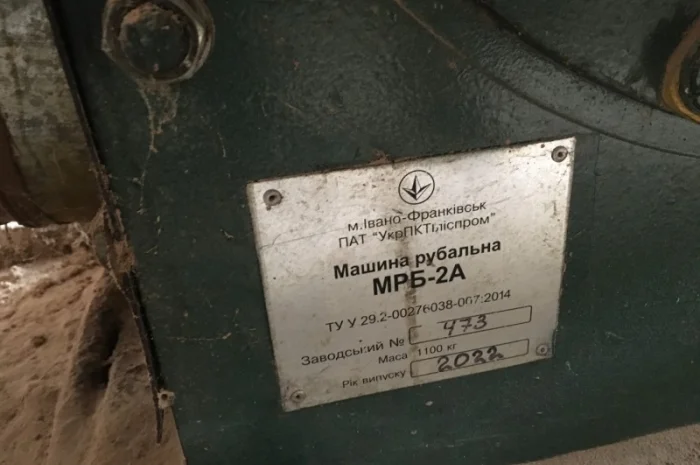 м.Івано-Франківськ
ПАТ "УкрПКТІліспром"
Машина рубальна
МРБ-2А
ТУ У 29.2-00276038-007:2014
Заводський № 473
Маса 1100 кг
Рік випуску 2022